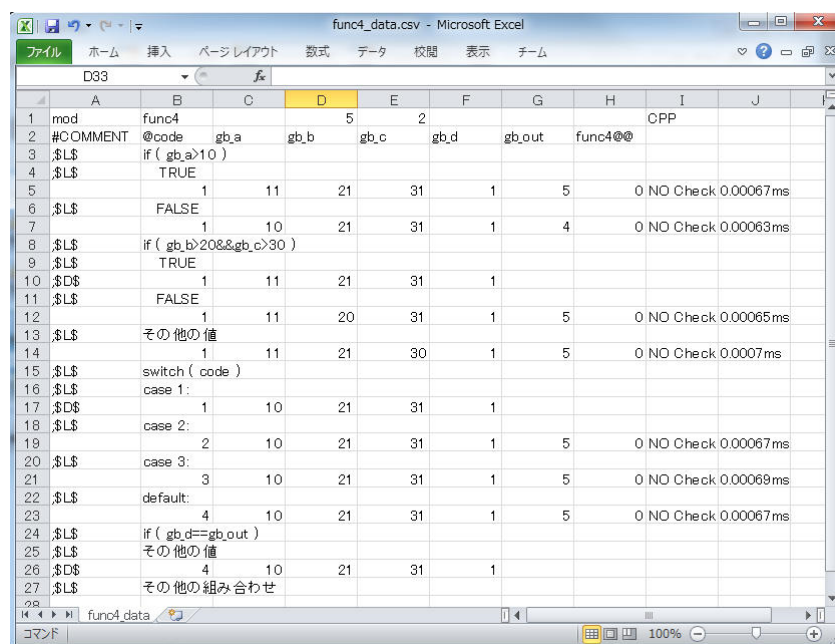 func4_data.csv - Microsoft Excel
ファイル ホーム 挿入 ページ レイアウト 数式 データ 校閲 表示 チーム
D33 fx
A B C D E F G H I J
1 mod func4 5 2 CPP
2 #COMMENT @code gb_a gb_b gb_c gb_d gb_out func4@@
3 ;$L$ if ( gb_a>10 )
4 ;$L$ TRUE
5 1 11 21 31 1 5 0 NO Check 0.00067ms
6 ;$L$ FALSE
7 1 10 21 31 1 4 0 NO Check 0.00063ms
8 ;$L$ if ( gb_b>20&&gb_c>30 )
9 ;$L$ TRUE
10 ;$D$ 1 11 21 31 1
11 ;$L$ FALSE
12 1 11 20 31 1 5 0 NO Check 0.00065ms
13 ;$L$ その他の値
14 1 11 21 30 1 5 0 NO Check 0.0007ms
15 ;$L$ switch ( code )
16 ;$L$ case 1:
17 ;$D$ 1 10 21 31 1
18 ;$L$ case 2:
19 2 10 21 31 1 5 0 NO Check 0.00067ms
20 ;$L$ case 3:
21 3 10 21 31 1 5 0 NO Check 0.00069ms
22 ;$L$ default:
23 4 10 21 31 1 5 0 NO Check 0.00067ms
24 ;$L$ if ( gb_d==gb_out )
25 ;$L$ その他の値
26 ;$D$ 4 10 21 31 1
27 ;$L$ その他の組み合わせ
28
func4_data
コマンド 100%